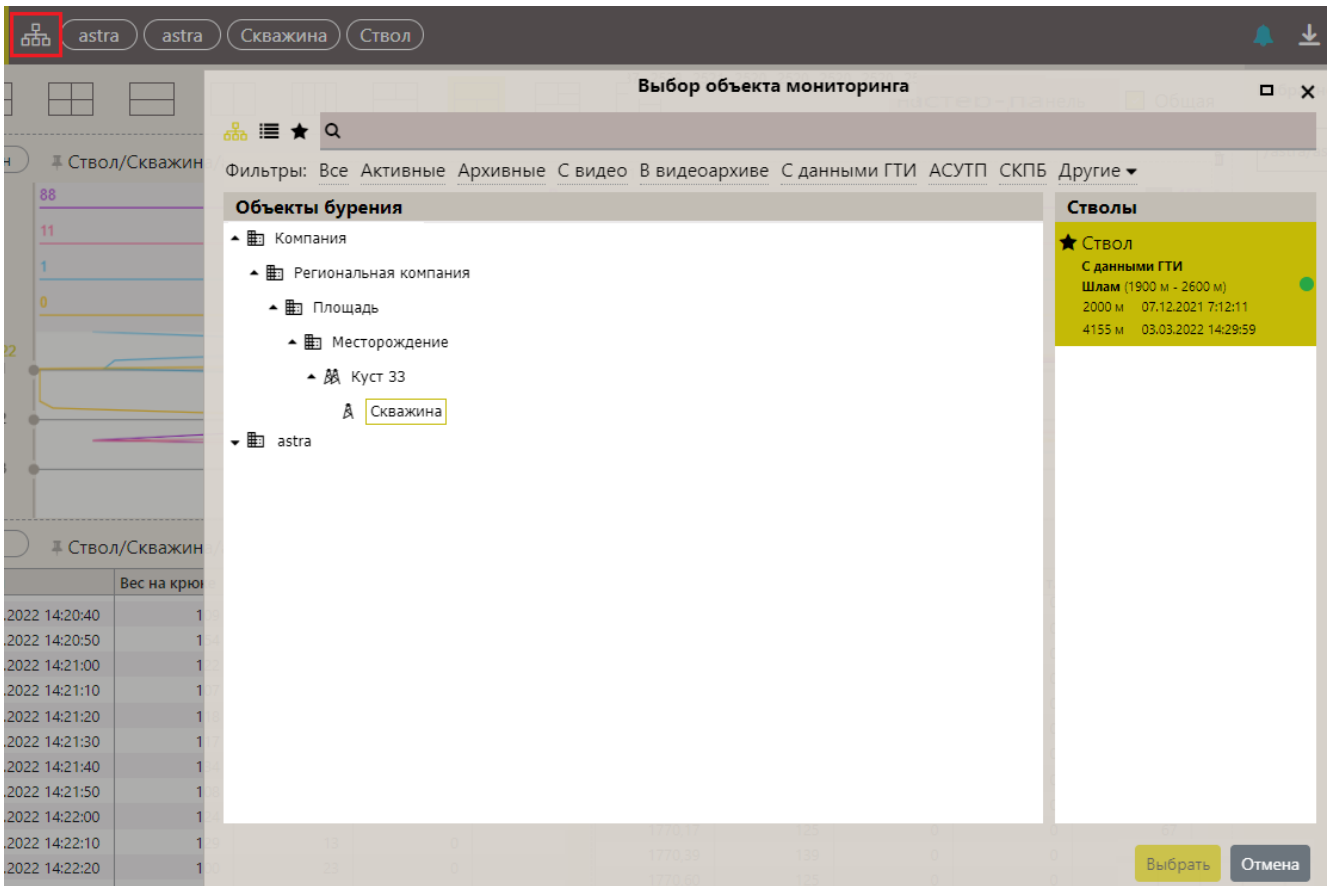 astra astra Скважина Ствол
Выбор объекта мониторинга
Общая
Фильтры: Все Активные Архивные С видео В видеоархиве С данными ГТИ АСУТП СКПБ Другие
Ствол/Скважин
88
11
1
0
22
Объекты бурения
Компания
Региональная компания
Площадь
Месторождение
Куст 33
Скважина
astra
Стволы
Ствол
С данными ГТИ
Шлам (1900 м - 2600 м)
2000 м 07.12.2021 7:12:11
4155 м 03.03.2022 14:29:59
Ствол/Скважин
Вес на крюке
.2022 14:20:40
.2022 14:20:50
.2022 14:21:00
.2022 14:21:10
.2022 14:21:20
.2022 14:21:30
.2022 14:21:40
.2022 14:21:50
.2022 14:22:00
.2022 14:22:10
.2022 14:22:20
Выбрать Отмена